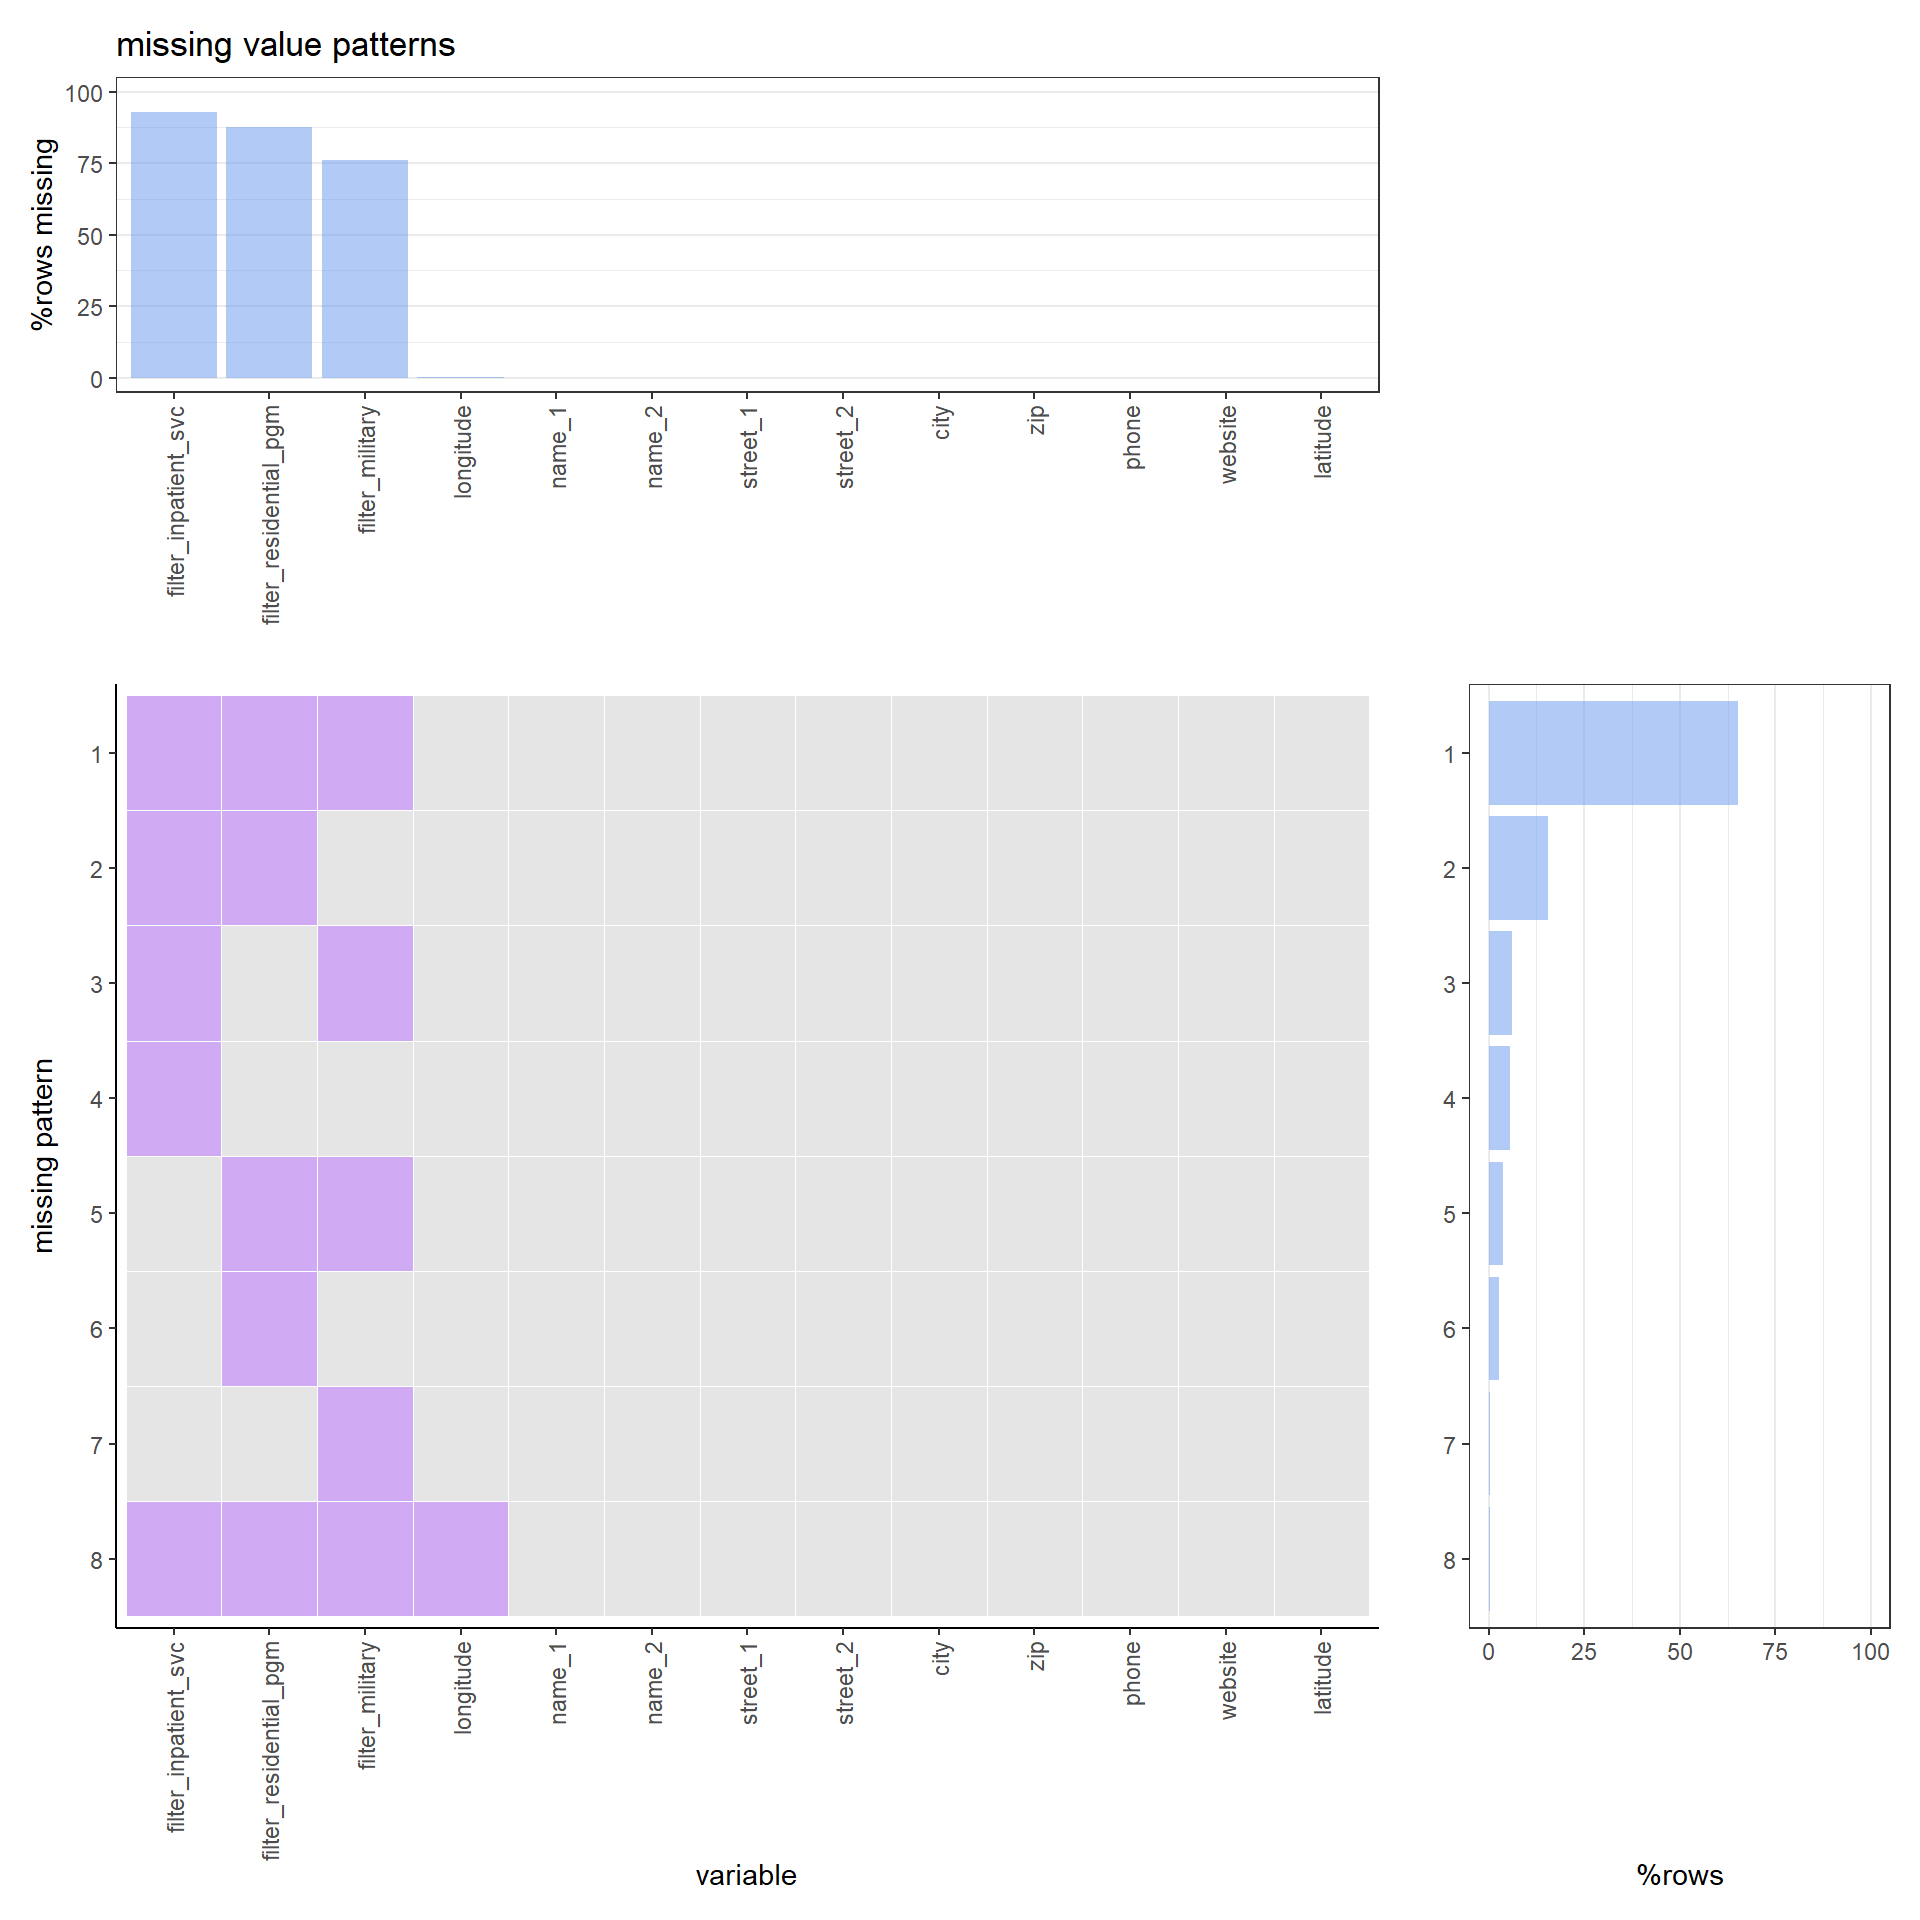 missing value patterns
%rows missing
100
75
50
25
0
filter_inpatient_svc
filter_residential_pgm
filter_military
longitude
name_1
name_2
street_1
street_2
city
zip
phone
website
latitude
missing pattern
1
2
3
4
5
6
7
8
filter_inpatient_svc
filter_residential_pgm
filter_military
longitude
name_1
name_2
street_1
street_2
city
zip
phone
website
latitude
variable
1
2
3
4
5
6
7
8
0 25 50 75 100
%rows